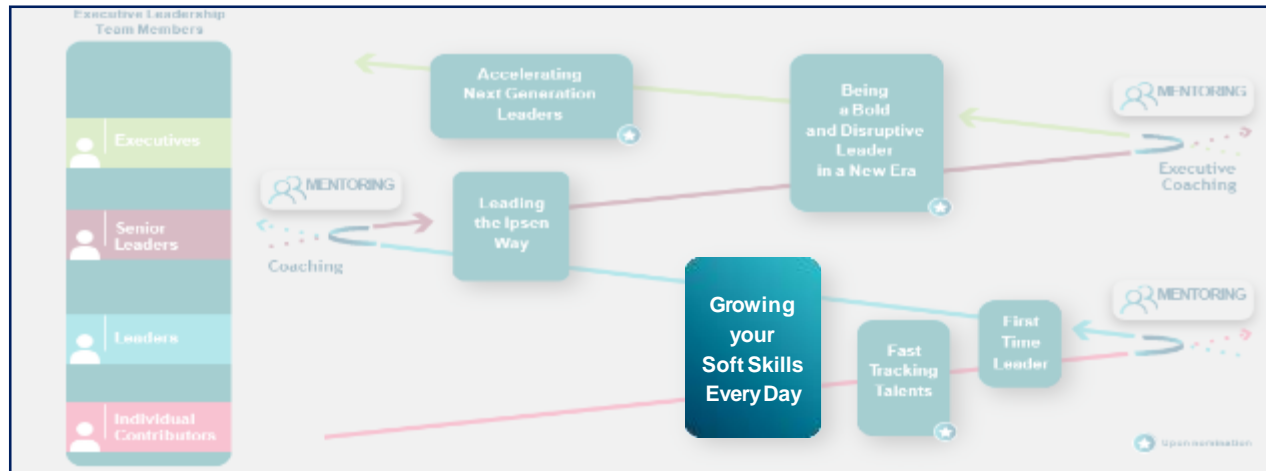 Executive Leadership
Team Members
Executives
Senior
Leaders
Leaders
Individual
Contributors
MENTORING
Coaching
Accelerating
Next Generation
Leaders
Leading
the Ipsen
Way
Being
a Bold
and Disruptive
Leader
in a New Era
MENTORING
Executive
Coaching
Growing
your
Soft Skills
Every Day
Fast
Tracking
Talents
First
Time
Leader
MENTORING
Upon nomination